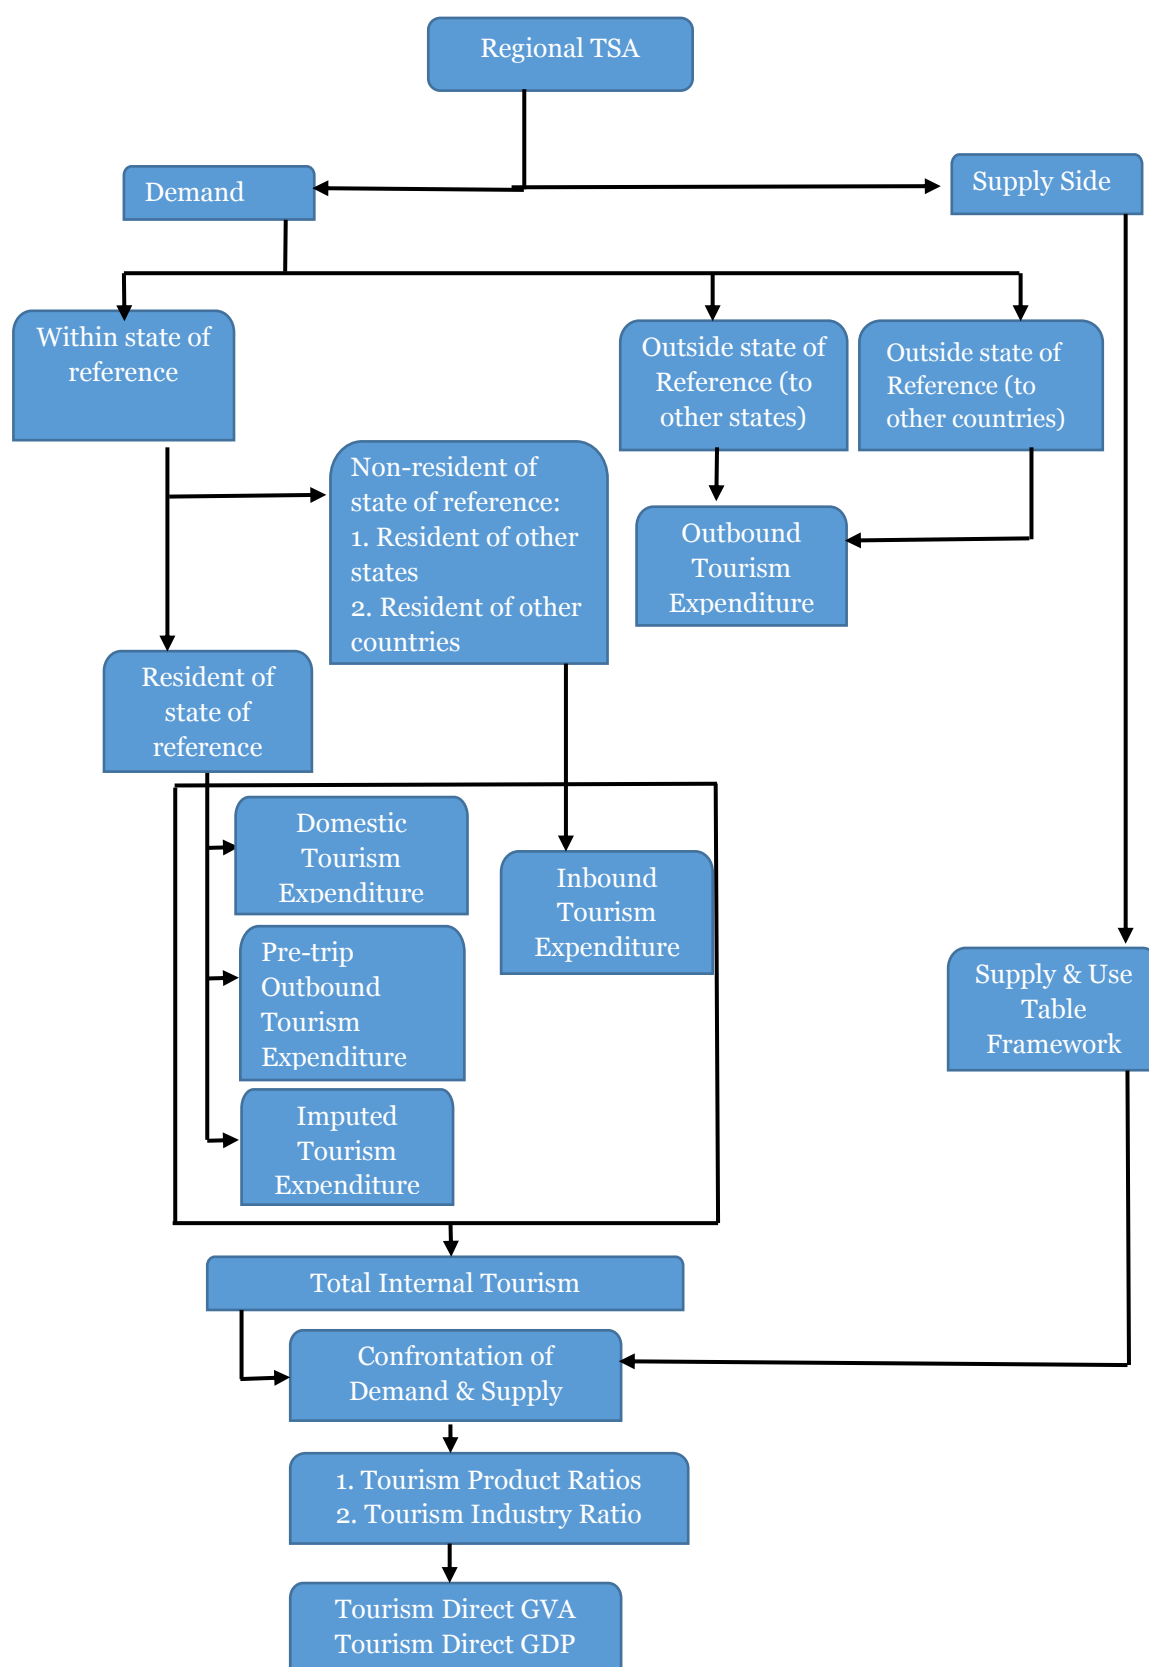 Regional TSA
Demand
Supply Side
Within state of
reference
Outside state of
Reference (to
other states)
Outside state of
Reference (to
other countries)
Non-resident of
state of reference:
1. Resident of other
states
2. Resident of other
countries
Outbound
Tourism
Expenditure
Resident of
state of
reference
Domestic
Tourism
Expenditure
Inbound
Tourism
Expenditure
Pre-trip
Outbound
Tourism
Expenditure
Supply & Use
Table
Framework
Imputed
Tourism
Expenditure
Total Internal Tourism
Confrontation of
Demand & Supply
1. Tourism Product Ratios
2. Tourism Industry Ratio
Tourism Direct GVA
Tourism Direct GDP